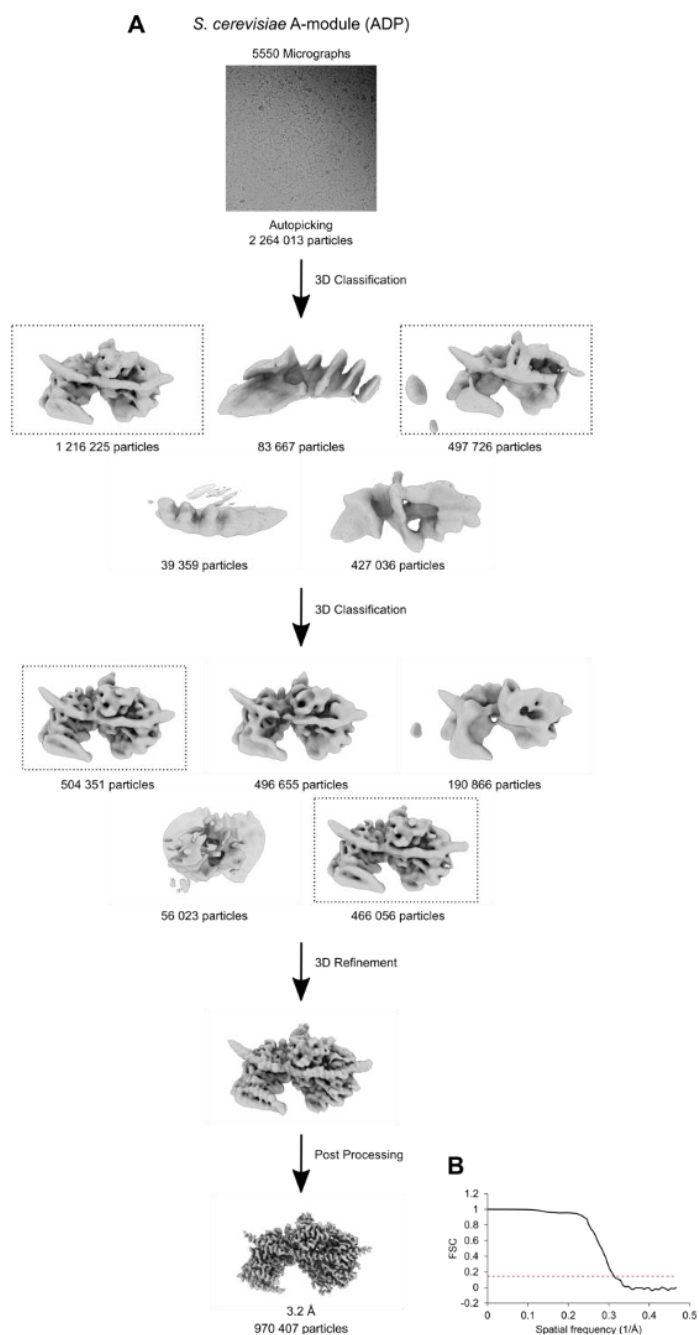 A
S. cerevisiae A-module (ADP)
5550 Micrographs
Autopicking
2 264 013 particles
3D Classification
1 216 225 particles
83 667 particles
497 726 particles
39 359 particles
427 036 particles
3D Classification
504 351 particles
496 655 particles
190 866 particles
56 023 particles
466 056 particles
3D Refinement
Post Processing
3.2 Å
970 407 particles
B
1.2
1
0.8
0.6
0.4
0.2
0
-0.2
FSC
0 0.1 0.2 0.3 0.4 0.5
Spatial frequency (1/Å)